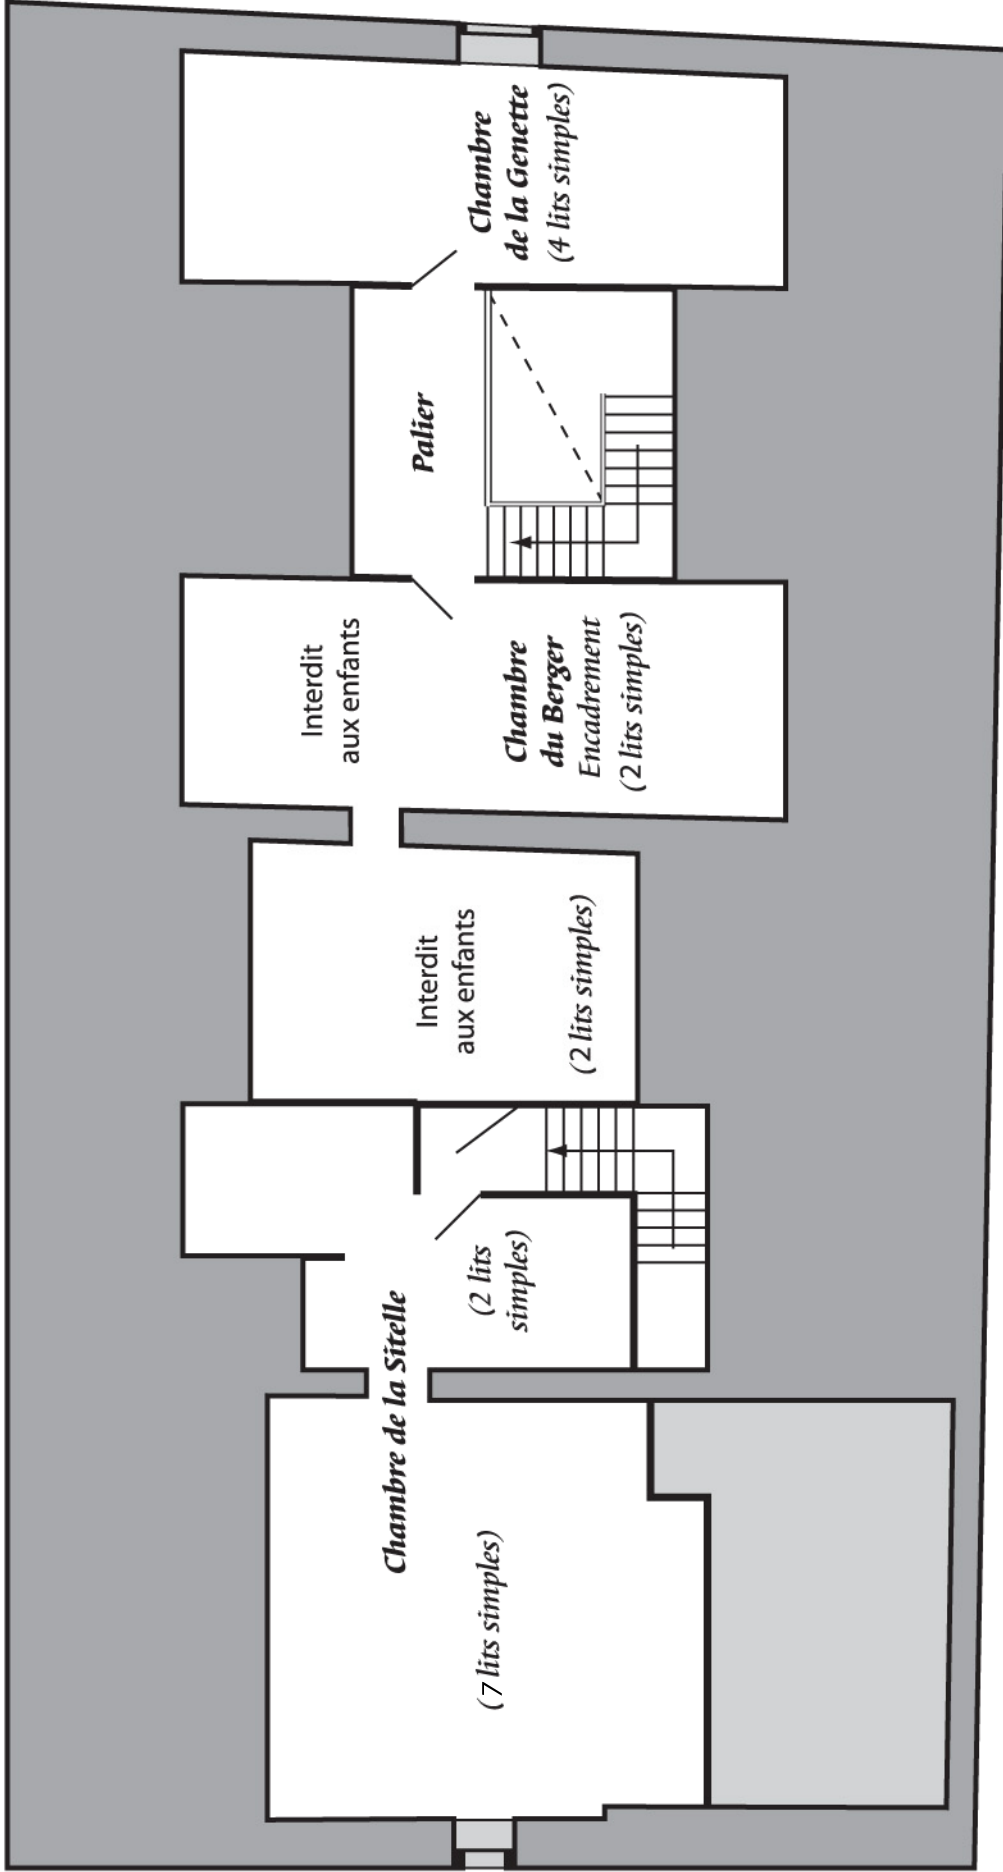 Chambre de la Sitelle
(7 lits simples)
(2 lits
simples)
Interdit
aux enfants
(2 lits simples)
Interdit
aux enfants
Chambre
du Berger
Encadrement
(2 lits simples)
Palier
Chambre
de la Genette
(4 lits simples)